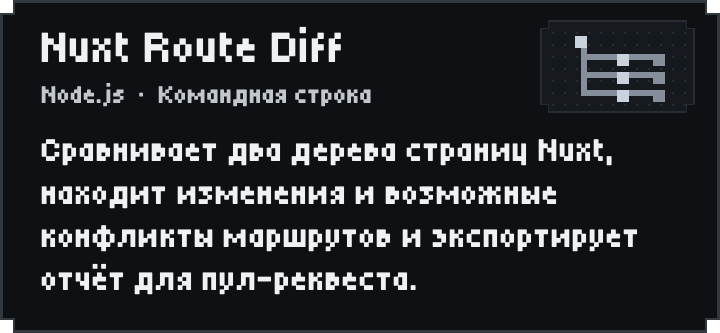 Nuxt Route Diff
Node.js · Командная строка
Сравнивает два дерева страниц Nuxt,
находит изменения и возможные
конфликты маршрутов и экспортирует
отчёт для пул-реквеста.